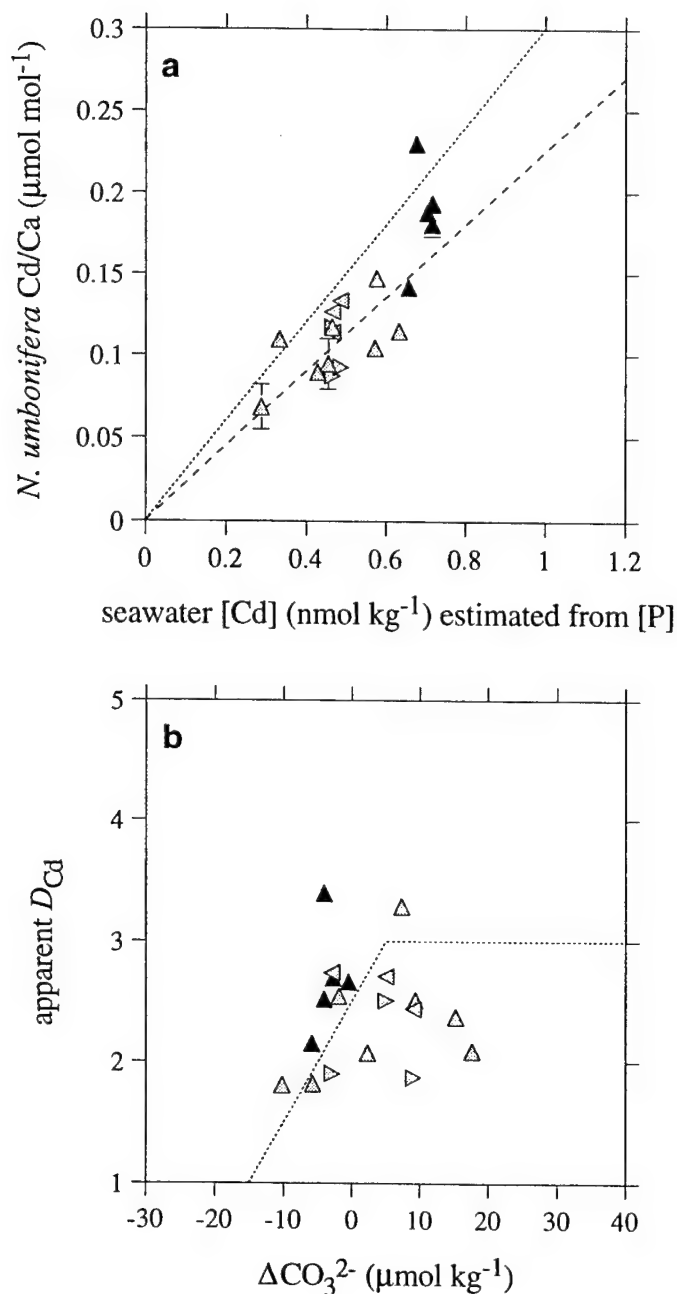 a
0.3
0.25
0.2
0.15
0.1
0.05
0
N. umbonifera Cd/Ca (µmol mol⁻¹)
0 0.2 0.4 0.6 0.8 1 1.2
seawater [Cd] (nmol kg⁻¹) estimated from [P]
b
5
4
3
2
1
apparent D_Cd
-30 -20 -10 0 10 20 30 40
ΔCO₃²⁻ (µmol kg⁻¹)